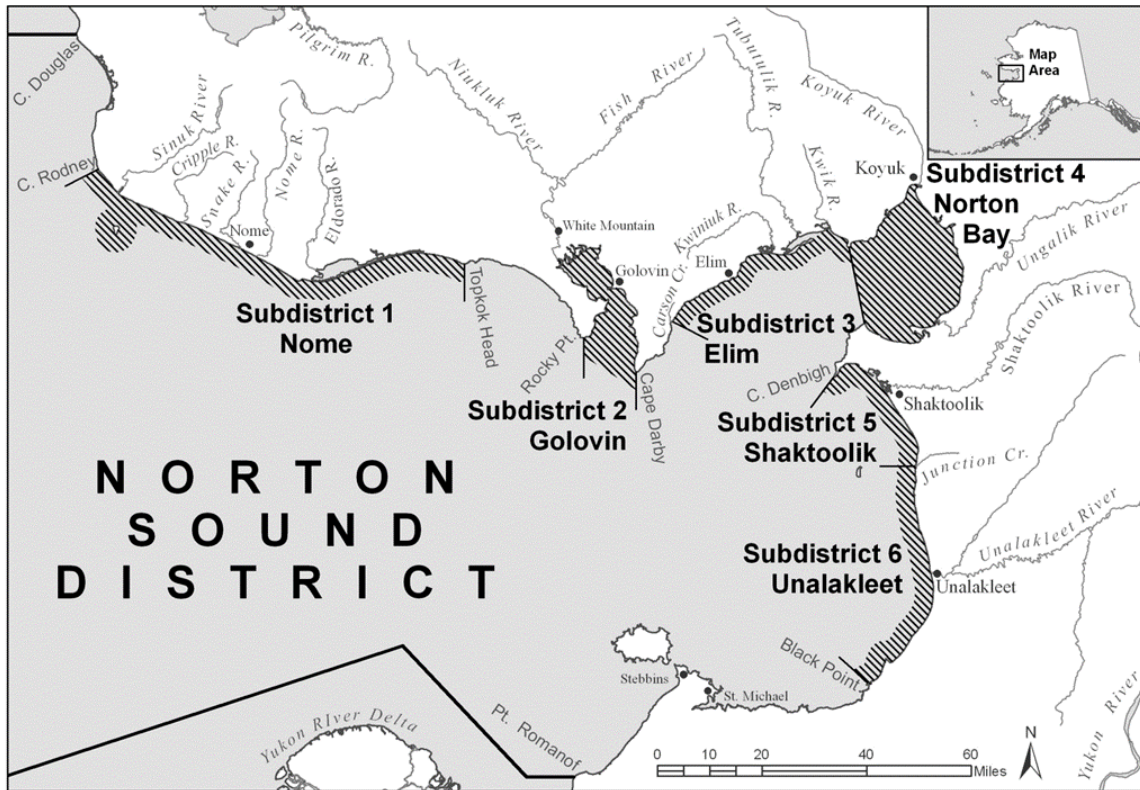 Map
Area
C. Douglas
Pilgrim R.
Niukluk River
Fish River
Tubutulik R.
Koyuk River
Sinuk River
Cripple R.
Snake R.
Nome R.
Eldorado R.
Kwik R.
Koyuk
C. Rodney
Nome
White Mountain
Kwiniuk R.
Golovin
Elim
Carson Cr.
Subdistrict 4
Norton
Bay
Ungalik River
Shaktoolik River
Subdistrict 1
Nome
Topkok Head
Rocky Pt.
Cape Darby
Subdistrict 2
Golovin
Subdistrict 3
Elim
C. Denbigh
Shaktoolik
Subdistrict 5
Shaktoolik
Junction Cr.
NORTON
SOUND
DISTRICT
Subdistrict 6
Unalakleet
Unalakleet River
Unalakleet
Black Point
Stebbins
St. Michael
Pt. Romanof
Yukon RIver Delta
Yukon River
N
0 10 20 40 60
Miles